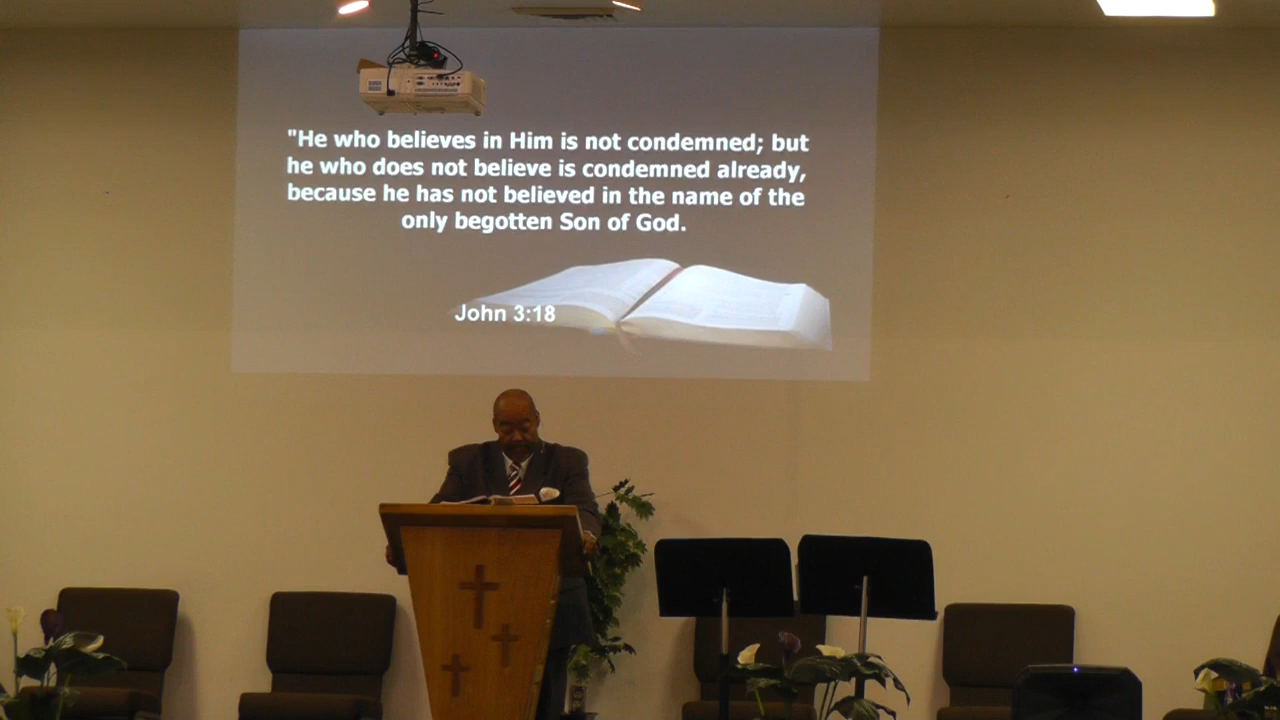 "He who believes in Him is not condemned; but
he who does not believe is condemned already,
because he has not believed in the name of the
only begotten Son of God.
John 3:18